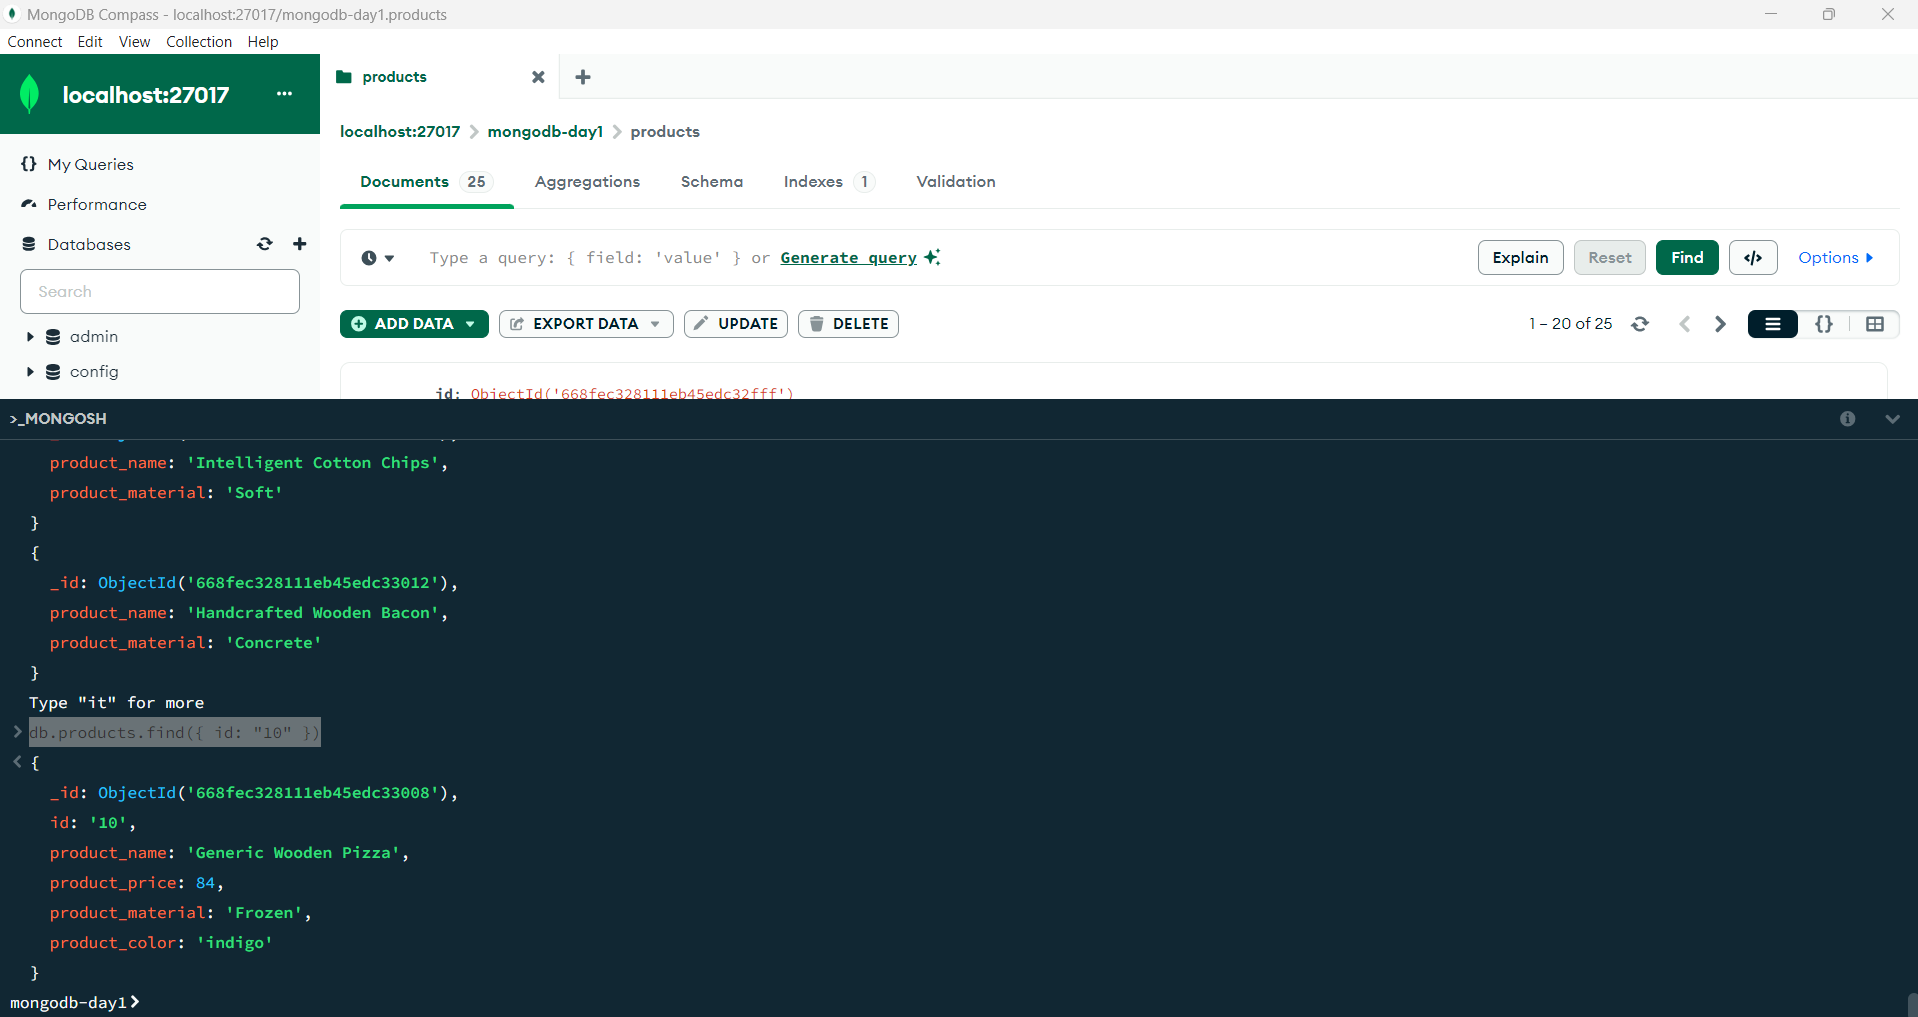 MongoDB Compass - localhost:27017/mongodb-day1.products
Connect Edit View Collection Help
localhost:27017 ···
products
localhost:27017 > mongodb-day1 > products
{} My Queries
Performance
Databases
Search
admin
config
Documents 25 Aggregations Schema Indexes 1 Validation
Type a query: { field: 'value' } or Generate query
Explain Reset Find </> Options
ADD DATA EXPORT DATA UPDATE DELETE
1 – 20 of 25 {}
id: ObjectId('668fec328111eb45edc32fff')
>_MONGOSH
product_name: 'Intelligent Cotton Chips',
product_material: 'Soft'
}
{
_id: ObjectId('668fec328111eb45edc33012'),
product_name: 'Handcrafted Wooden Bacon',
product_material: 'Concrete'
}
Type "it" for more
> db.products.find({ id: "10" })
< {
_id: ObjectId('668fec328111eb45edc33008'),
id: '10',
product_name: 'Generic Wooden Pizza',
product_price: 84,
product_material: 'Frozen',
product_color: 'indigo'
}
mongodb-day1>